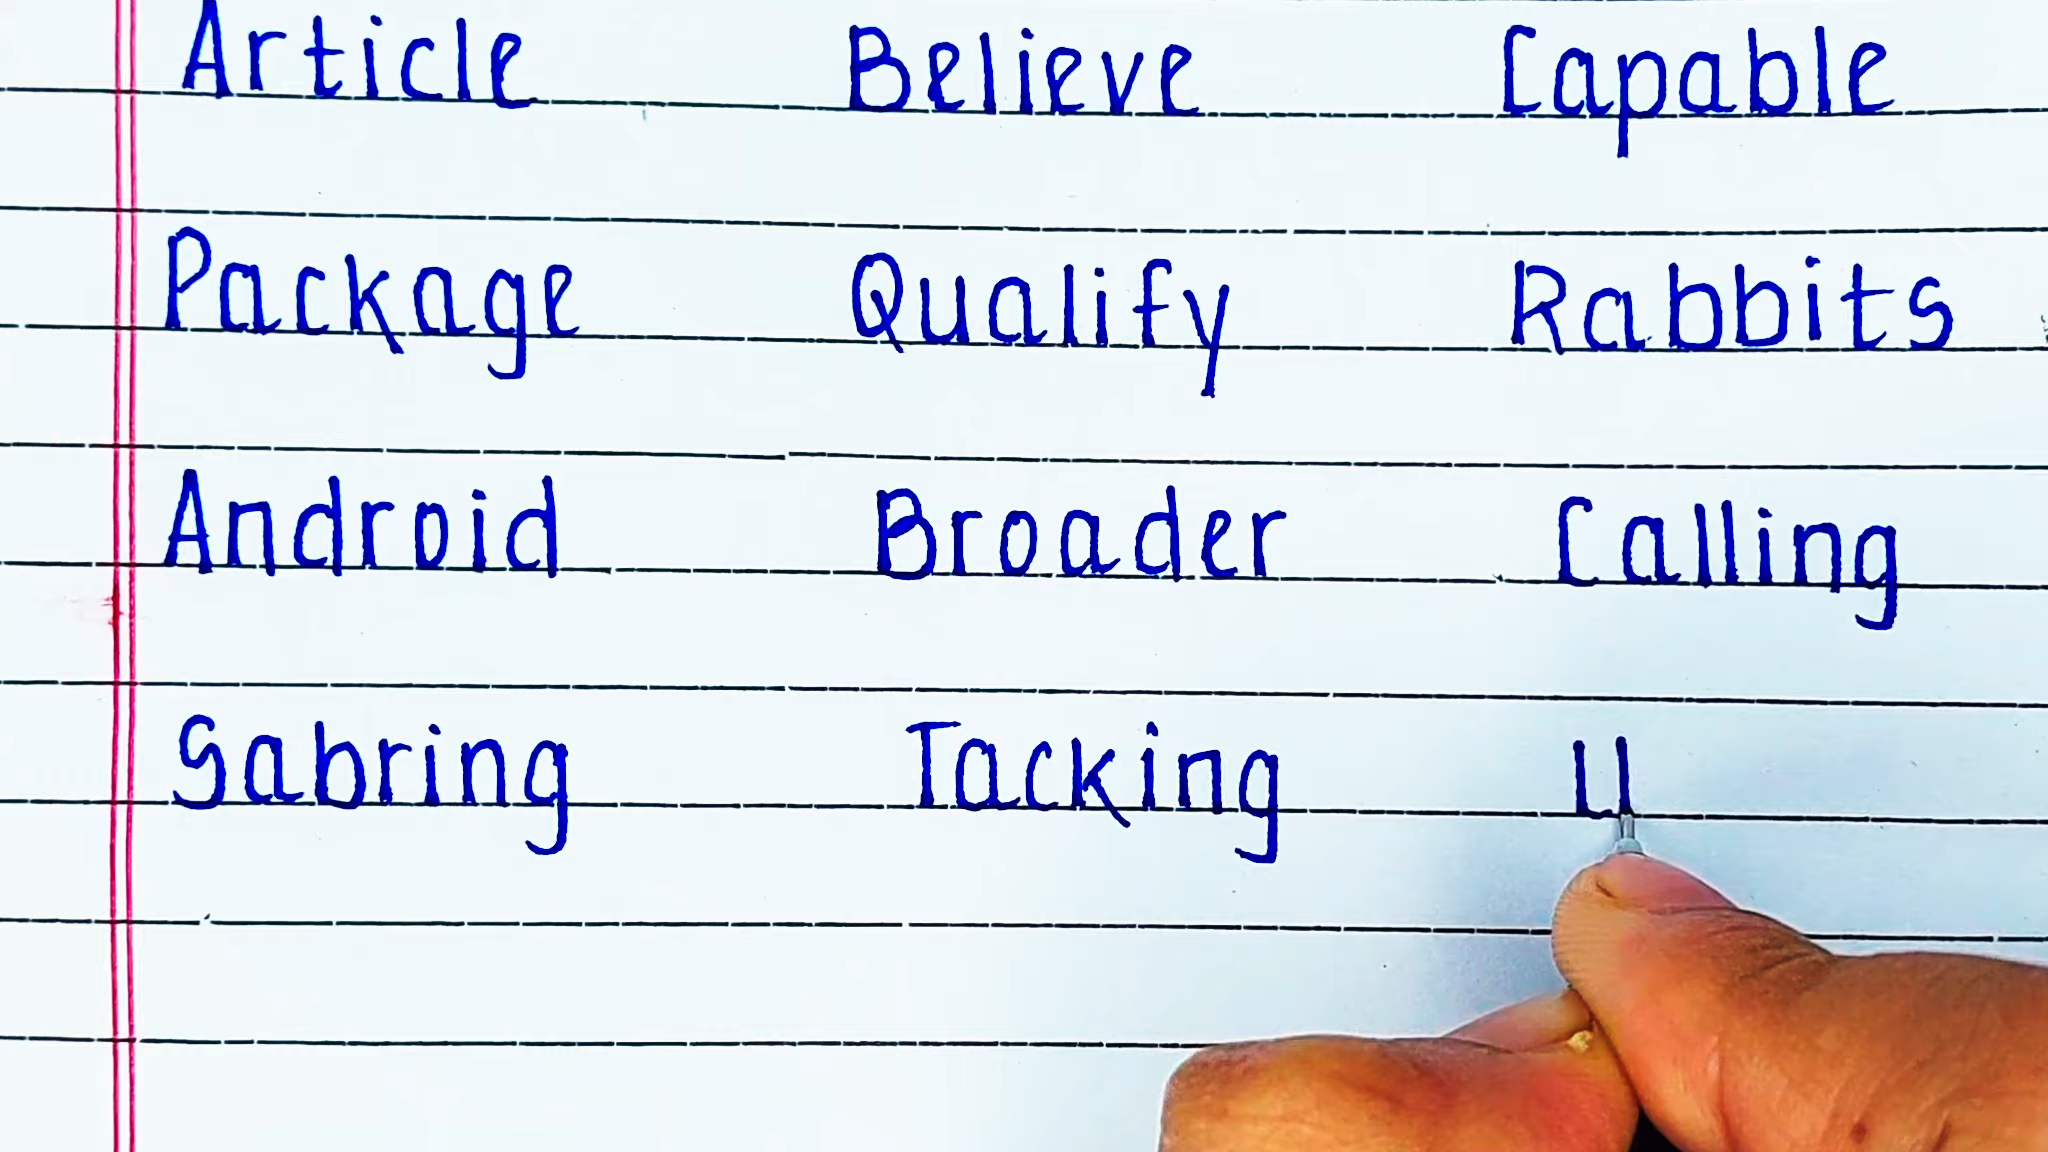 Article Believe Capable
Package Qualify Rabbits
Android Broader Calling
Sabring Tacking U